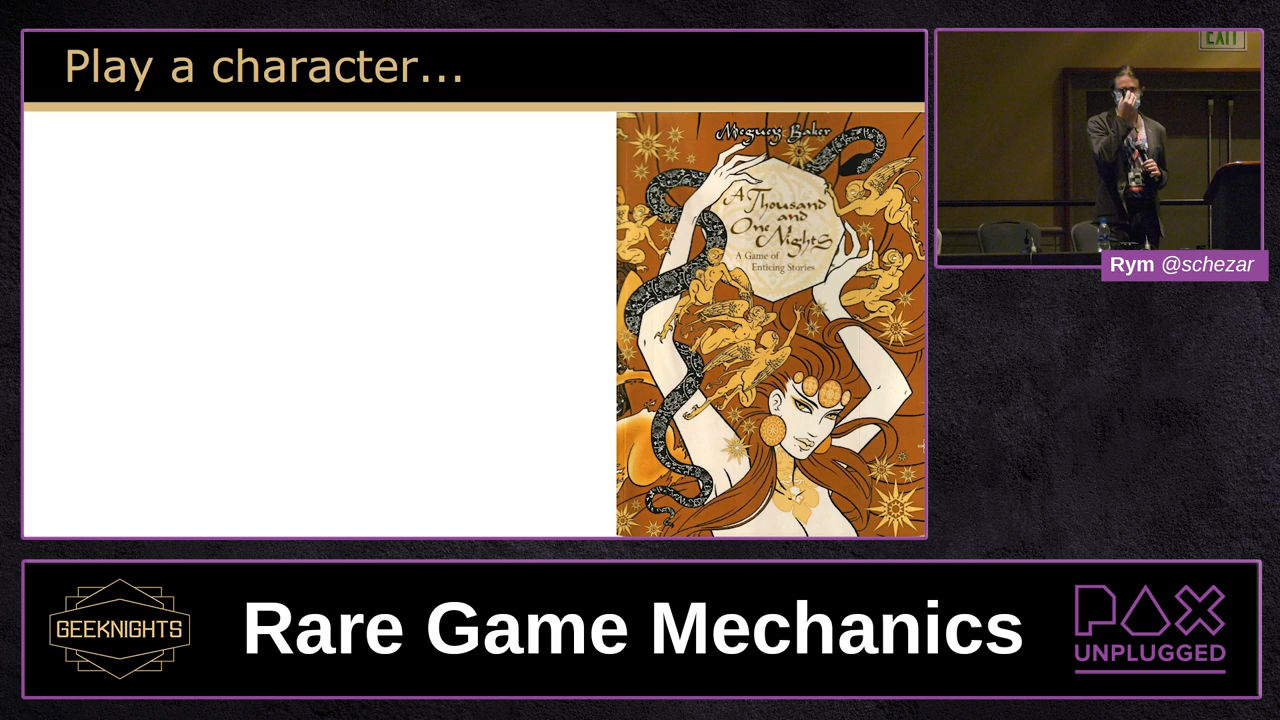 Play a character...
Meguey Baker
A Thousand
and
One Nights
A Game of
Enticing Stories
EXIT
Rym @schezar
GEEKNIGHTS
Rare Game Mechanics
PAX
UNPLUGGED